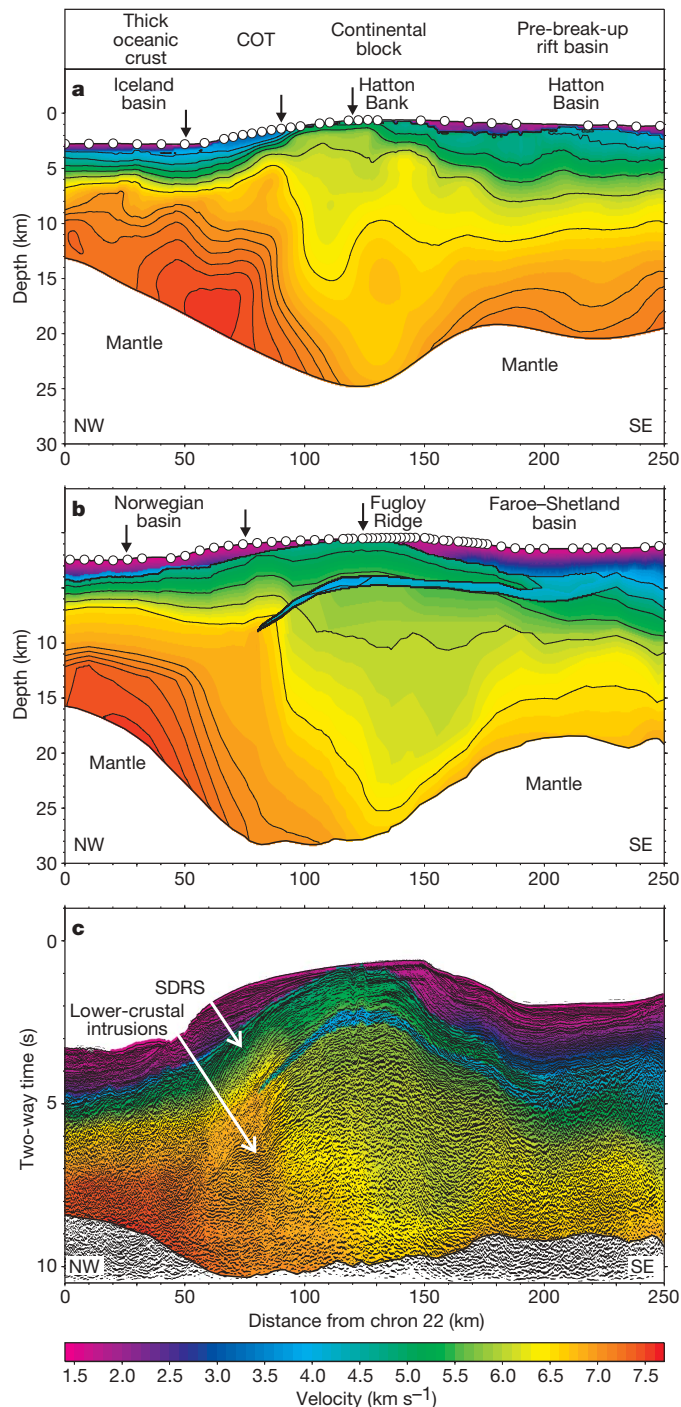 Thick oceanic crust
COT
Continental block
Pre-break-up rift basin
a
Iceland basin
Hatton Bank
Hatton Basin
0
5
10
15
20
25
30
Depth (km)
Mantle
Mantle
NW
SE
0
50
100
150
200
250
b
Norwegian basin
Fugloy Ridge
Faroe–Shetland basin
10
15
20
25
30
Depth (km)
Mantle
Mantle
NW
SE
0
50
100
150
200
250
c
0
5
10
Two-way time (s)
SDRS
Lower-crustal intrusions
NW
SE
0
50
100
150
200
250
Distance from chron 22 (km)
1.5
2.0
2.5
3.0
3.5
4.0
4.5
5.0
5.5
6.0
6.5
7.0
7.5
Velocity (km s⁻¹)